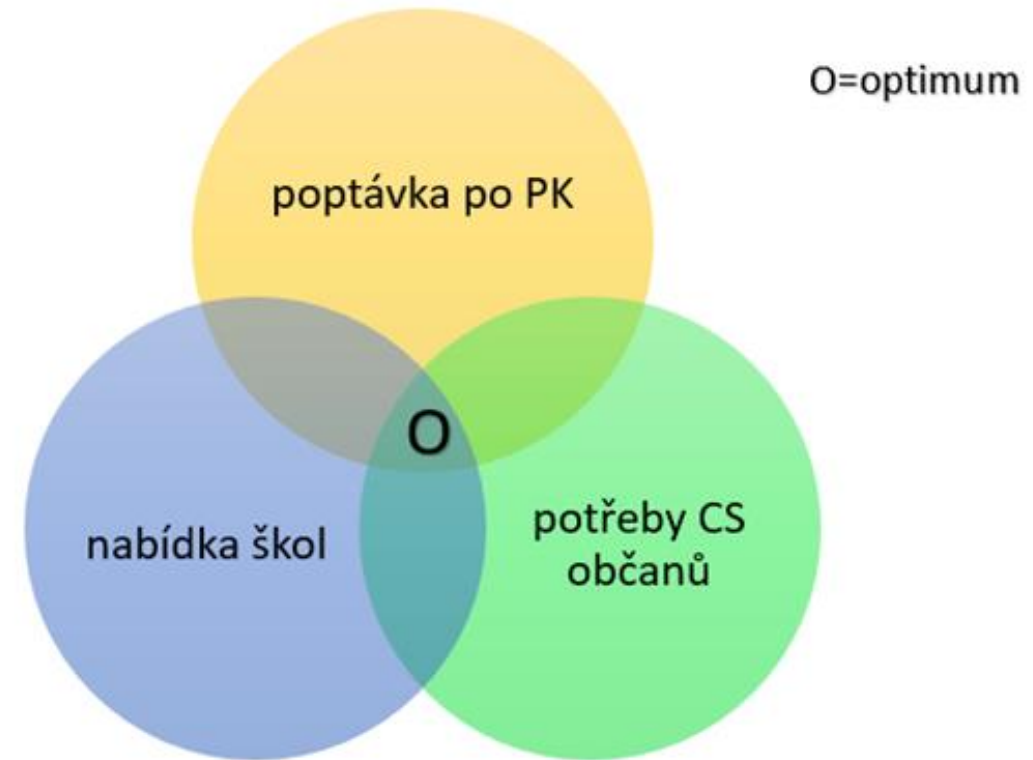 O=optimum
poptávka po PK
O
nabídka škol
potřeby CS
občanů